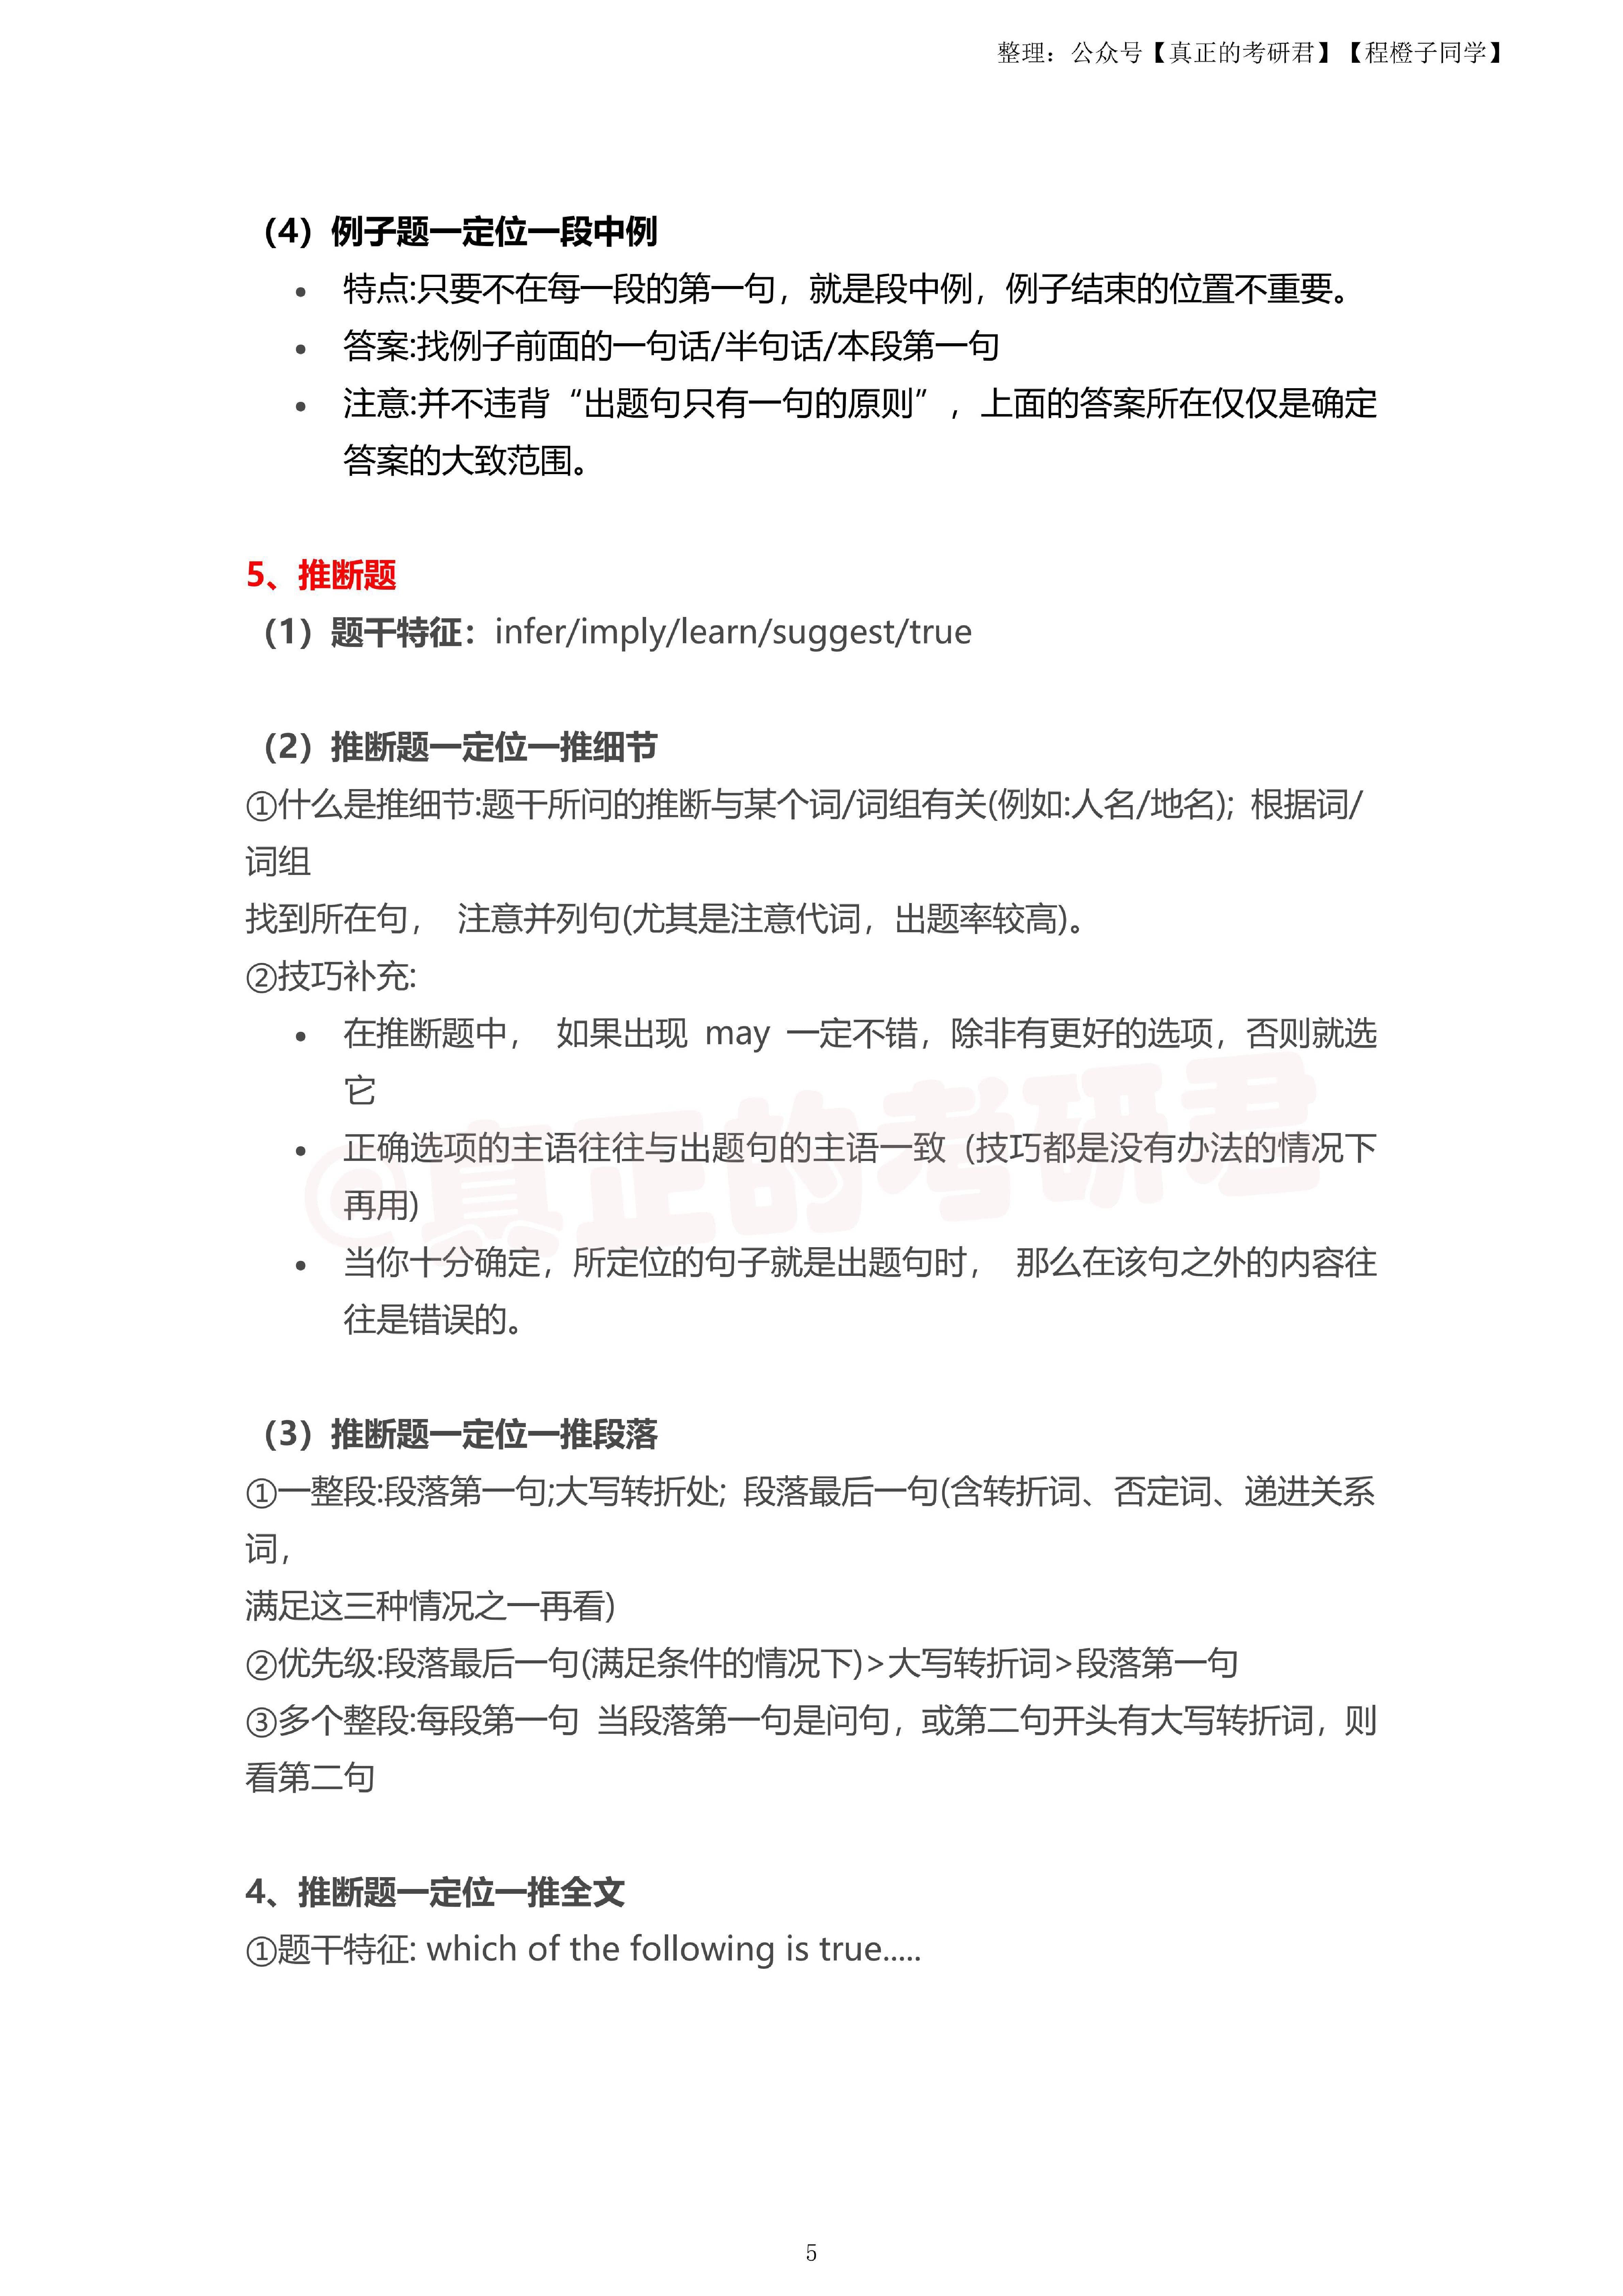 整理：公众号【真正的考研君】【程橙子同学】
（4）例子题一定位一段中例
• 特点:只要不在每一段的第一句，就是段中例，例子结束的位置不重要。
• 答案:找例子前面的一句话/半句话/本段第一句
• 注意:并不违背“出题句只有一句的原则”，上面的答案所在仅仅是确定
答案的大致范围。
5、推断题
（1）题干特征：infer/imply/learn/suggest/true
（2）推断题一定位一推细节
①什么是推细节:题干所问的推断与某个词/词组有关(例如:人名/地名); 根据词/
词组
找到所在句， 注意并列句(尤其是注意代词，出题率较高)。
②技巧补充:
• 在推断题中， 如果出现 may 一定不错，除非有更好的选项，否则就选
它
• 正确选项的主语往往与出题句的主语一致 (技巧都是没有办法的情况下
再用)
• 当你十分确定，所定位的句子就是出题句时， 那么在该句之外的内容往
往是错误的。
@真正的考研君
（3）推断题一定位一推段落
①一整段:段落第一句;大写转折处; 段落最后一句(含转折词、否定词、递进关系
词，
满足这三种情况之一再看)
②优先级:段落最后一句(满足条件的情况下)>大写转折词>段落第一句
③多个整段:每段第一句 当段落第一句是问句，或第二句开头有大写转折词，则
看第二句
4、推断题一定位一推全文
①题干特征: which of the following is true.....
5